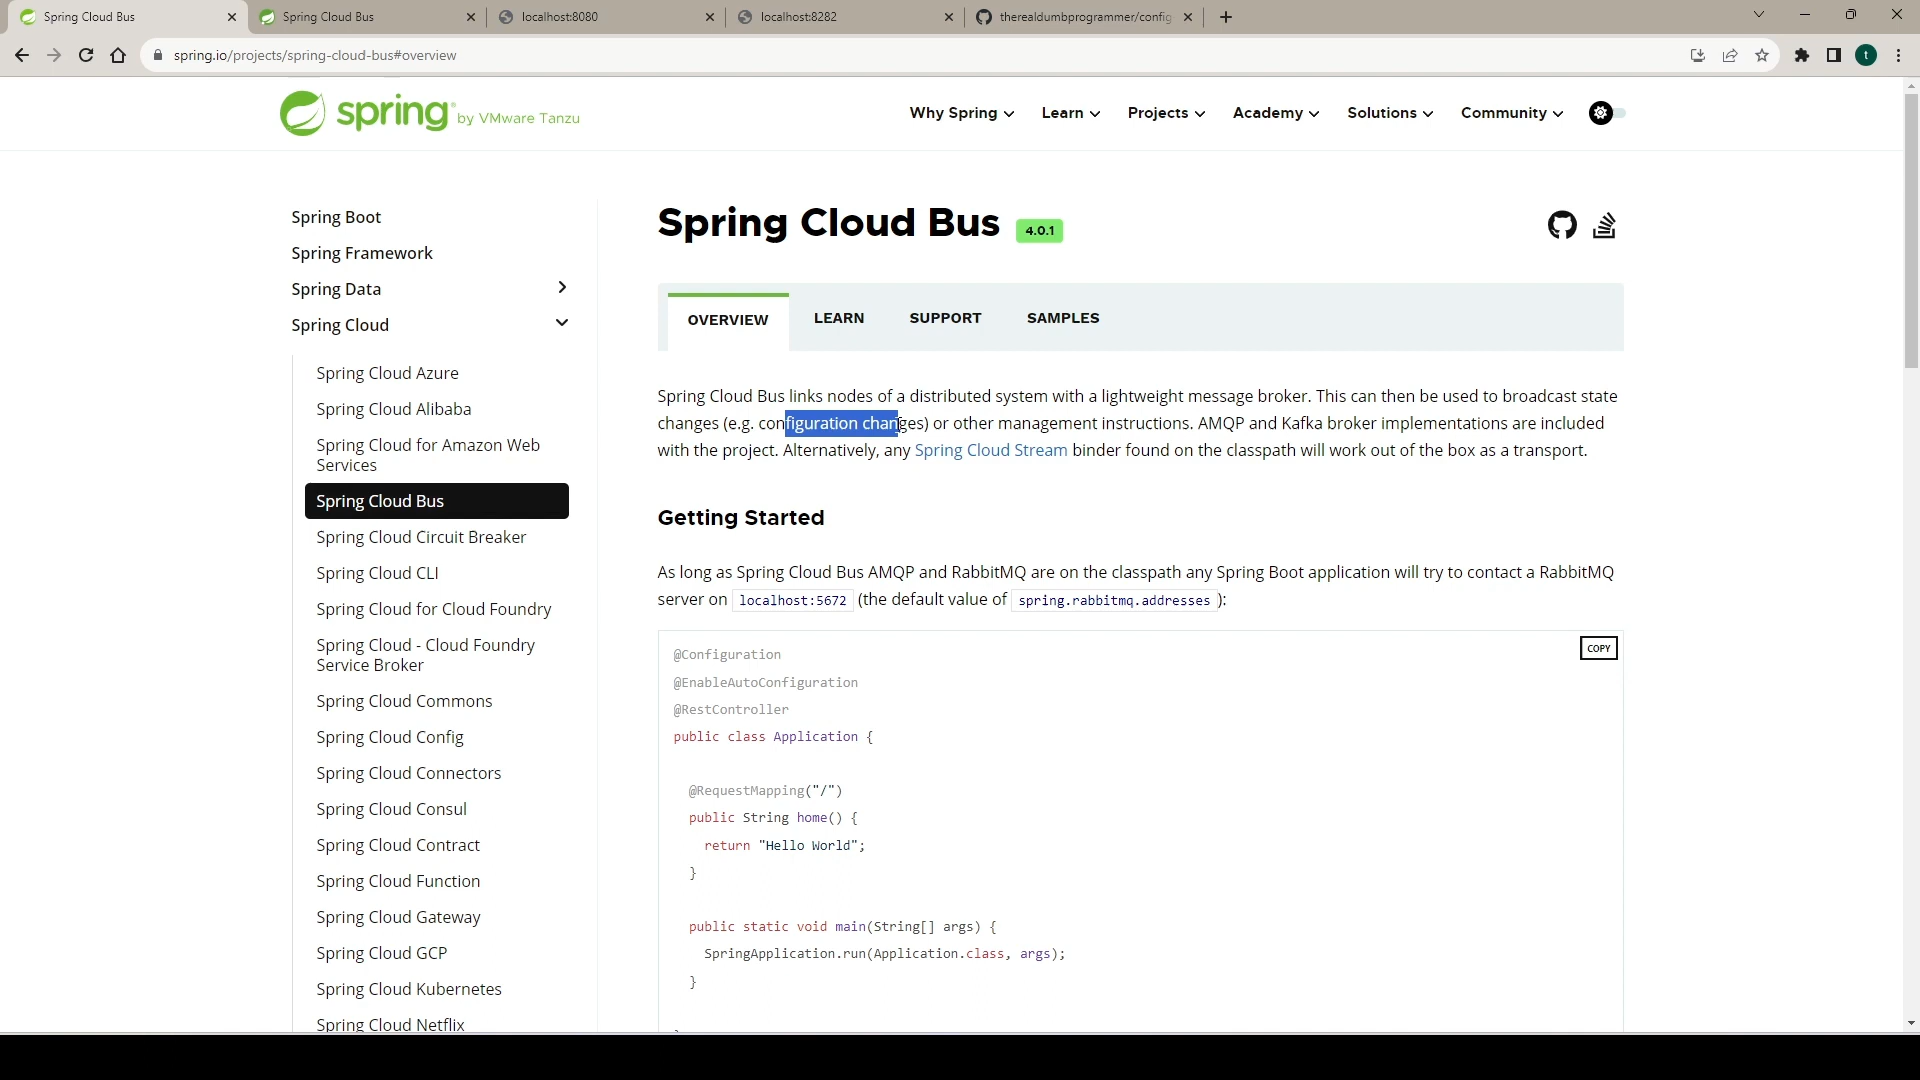 Spring Cloud Bus
Spring Cloud Bus
localhost:8080
localhost:8282
therealdumbprogrammer/config
spring.io/projects/spring-cloud-bus#overview
t
spring by VMware Tanzu
Why Spring
Learn
Projects
Academy
Solutions
Community
Spring Boot
Spring Framework
Spring Data
Spring Cloud
Spring Cloud Azure
Spring Cloud Alibaba
Spring Cloud for Amazon Web
Services
Spring Cloud Bus
Spring Cloud Circuit Breaker
Spring Cloud CLI
Spring Cloud for Cloud Foundry
Spring Cloud - Cloud Foundry
Service Broker
Spring Cloud Commons
Spring Cloud Config
Spring Cloud Connectors
Spring Cloud Consul
Spring Cloud Contract
Spring Cloud Function
Spring Cloud Gateway
Spring Cloud GCP
Spring Cloud Kubernetes
Spring Cloud Netflix
Spring Cloud Bus 4.0.1
OVERVIEW
LEARN
SUPPORT
SAMPLES
Spring Cloud Bus links nodes of a distributed system with a lightweight message broker. This can then be used to broadcast state
changes (e.g. configuration changes) or other management instructions. AMQP and Kafka broker implementations are included
with the project. Alternatively, any Spring Cloud Stream binder found on the classpath will work out of the box as a transport.
Getting Started
As long as Spring Cloud Bus AMQP and RabbitMQ are on the classpath any Spring Boot application will try to contact a RabbitMQ
server on localhost:5672 (the default value of spring.rabbitmq.addresses ):
COPY
@Configuration
@EnableAutoConfiguration
@RestController
public class Application {
@RequestMapping("/")
public String home() {
return "Hello World";
}
public static void main(String[] args) {
SpringApplication.run(Application.class, args);
}